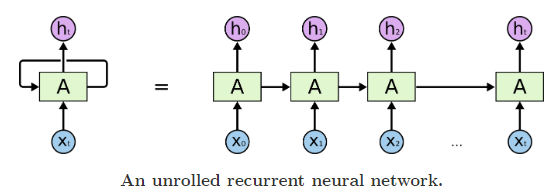 hₜ = h₀ h₁ h₂ hₜ
A A A A A
xₜ x₀ x₁ x₂ ... xₜ
An unrolled recurrent neural network.